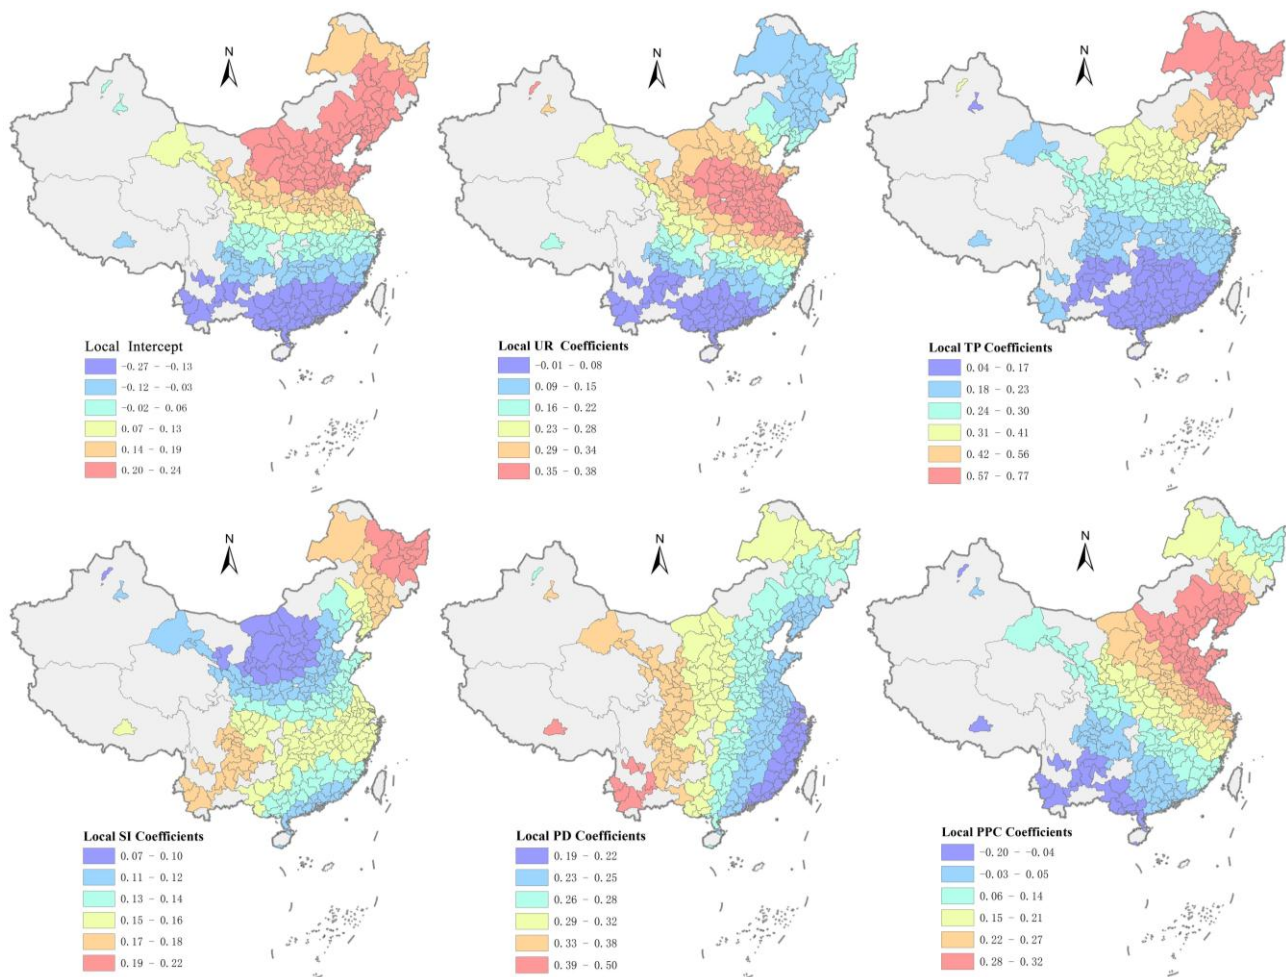 N
N
N
Local Intercept
-0.27 - -0.13
-0.12 - -0.03
-0.02 - 0.06
0.07 - 0.13
0.14 - 0.19
0.20 - 0.24
Local UR Coefficients
-0.01 - 0.08
0.09 - 0.15
0.16 - 0.22
0.23 - 0.28
0.29 - 0.34
0.35 - 0.38
Local TP Coefficients
0.04 - 0.17
0.18 - 0.23
0.24 - 0.30
0.31 - 0.41
0.42 - 0.56
0.57 - 0.77
N
N
N
Local SI Coefficients
0.07 - 0.10
0.11 - 0.12
0.13 - 0.14
0.15 - 0.16
0.17 - 0.18
0.19 - 0.22
Local PD Coefficients
0.19 - 0.22
0.23 - 0.25
0.26 - 0.28
0.29 - 0.32
0.33 - 0.38
0.39 - 0.50
Local PPC Coefficients
-0.20 - -0.04
-0.03 - 0.05
0.06 - 0.14
0.15 - 0.21
0.22 - 0.27
0.28 - 0.32